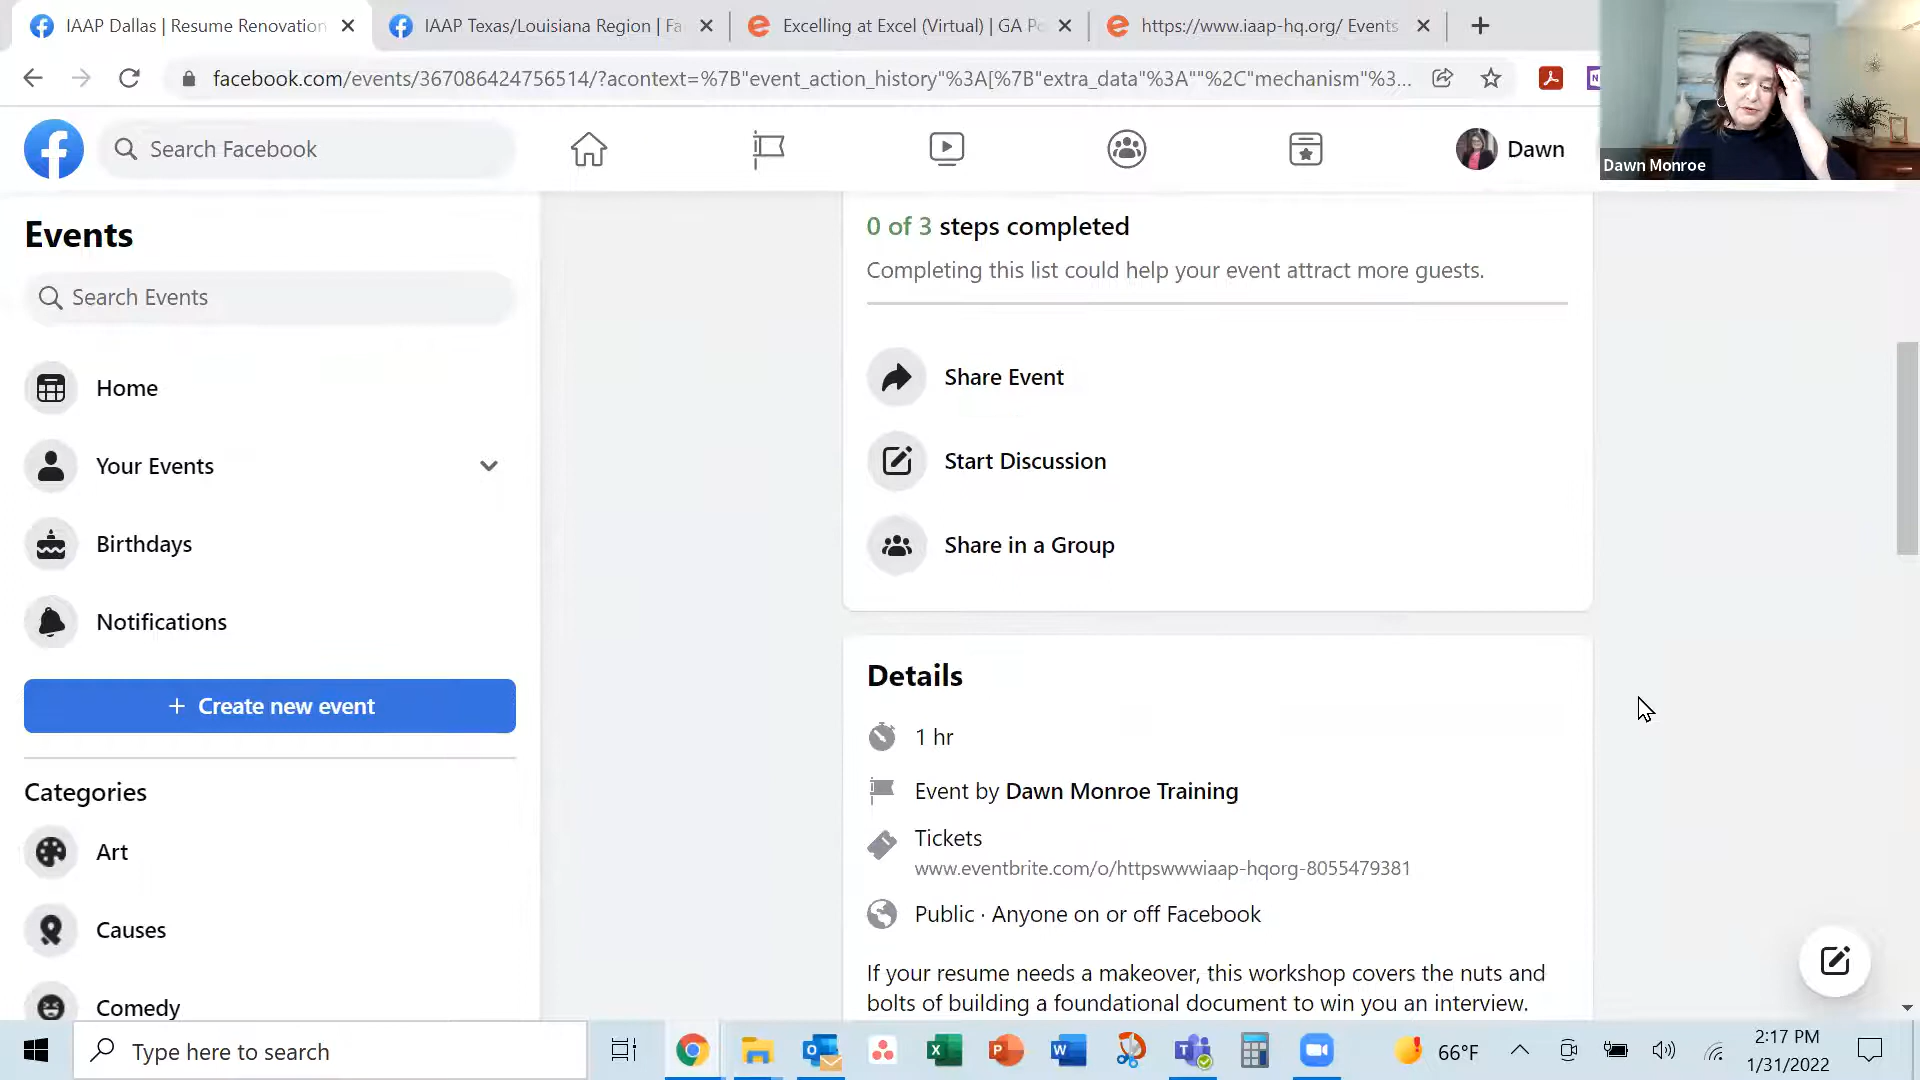 IAAP Dallas | Resume Renovation
IAAP Texas/Louisiana Region | Fa
Excelling at Excel (Virtual) | GA Po
https://www.iaap-hq.org/ Events
facebook.com/events/367086424756514/?acontext=%7B"event_action_history"%3A[%7B"extra_data"%3A""%2C"mechanism"%3...
Search Facebook
Dawn
Dawn Monroe
Events
Search Events
Home
Your Events
Birthdays
Notifications
+ Create new event
Categories
Art
Causes
Comedy
0 of 3 steps completed
Completing this list could help your event attract more guests.
Share Event
Start Discussion
Share in a Group
Details
1 hr
Event by Dawn Monroe Training
Tickets
www.eventbrite.com/o/httpswwwiaap-hqorg-8055479381
Public · Anyone on or off Facebook
If your resume needs a makeover, this workshop covers the nuts and
bolts of building a foundational document to win you an interview.
Type here to search
66°F
2:17 PM
1/31/2022